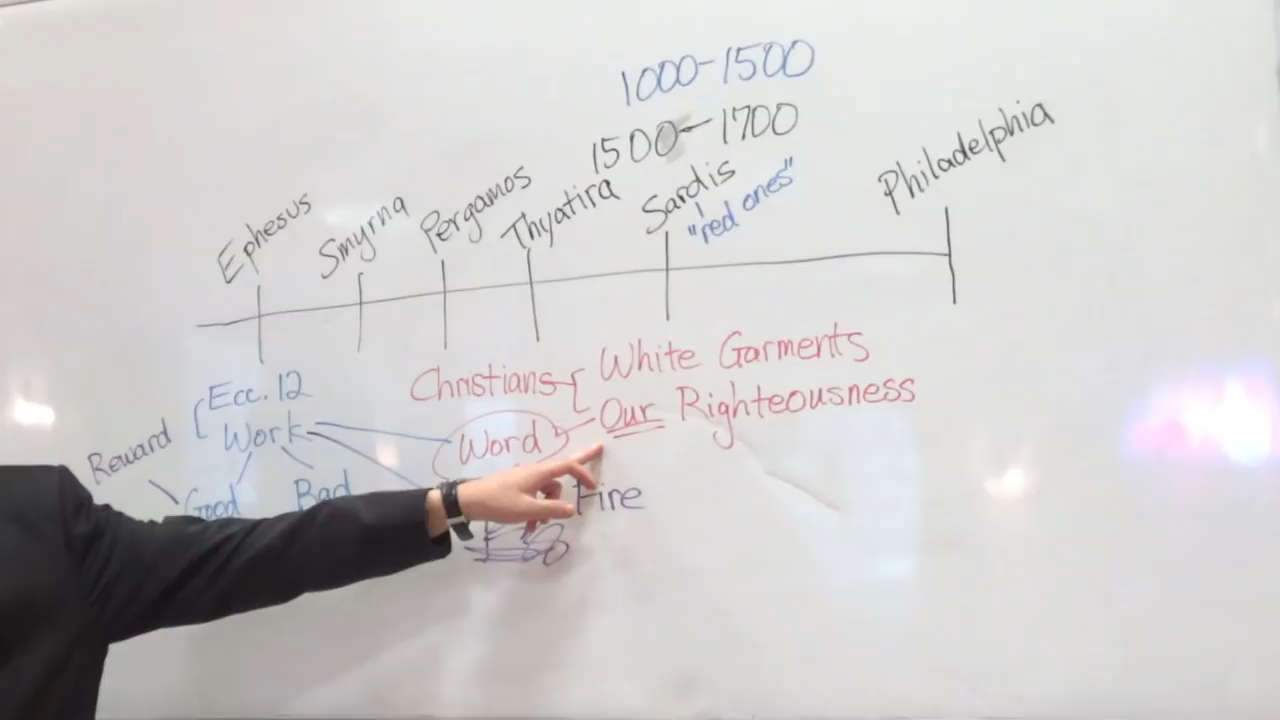 1000-1500
1500-1700
Ephesus
Smyrna
Pergamos
Thyatira
Sardis
"red ones"
Philadelphia
Ecc. 12
Work
Reward
Good
Bad
Christians
White Garments
Our Righteousness
Word
Fire